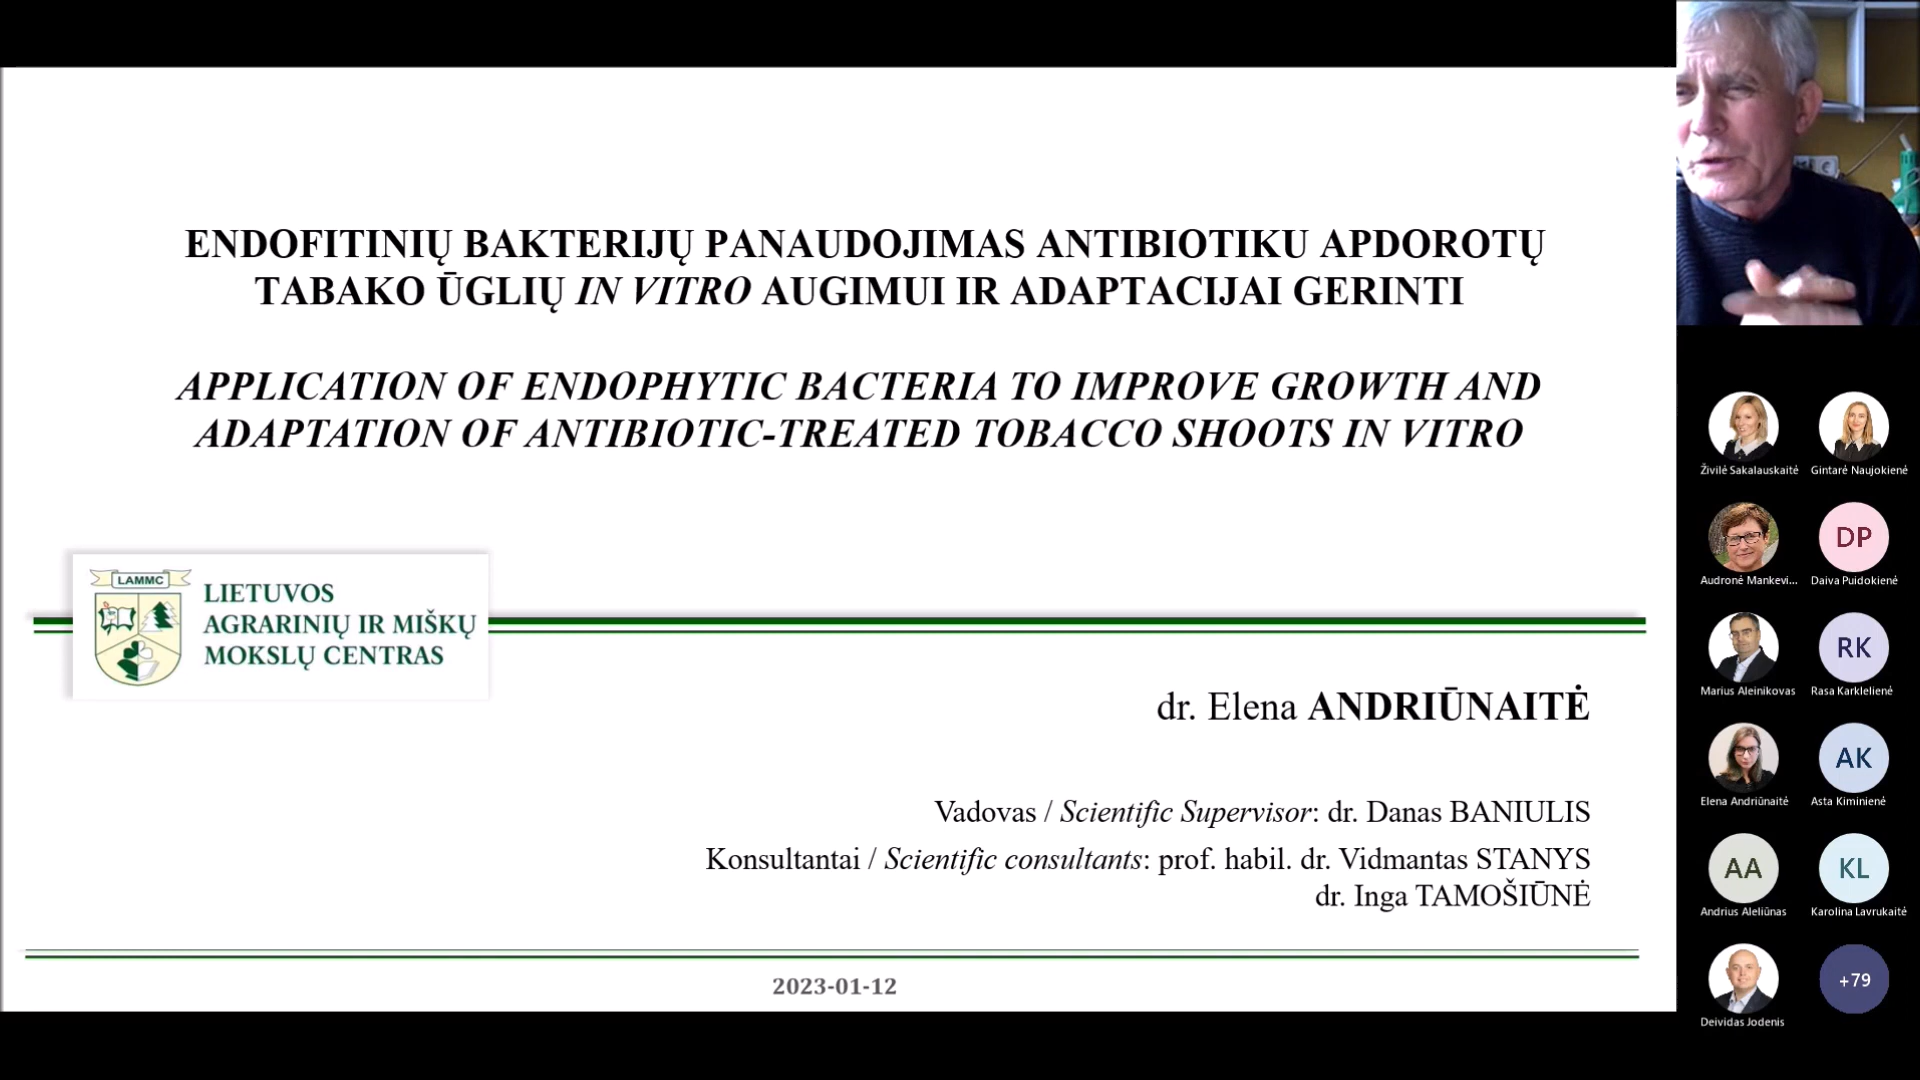 ENDOFITINIŲ BAKTERIJŲ PANAUDOJIMAS ANTIBIOTIKU APDOROTŲ
TABAKO ŪGLIŲ IN VITRO AUGIMUI IR ADAPTACIJAI GERINTI
APPLICATION OF ENDOPHYTIC BACTERIA TO IMPROVE GROWTH AND
ADAPTATION OF ANTIBIOTIC-TREATED TOBACCO SHOOTS IN VITRO
LAMMC
LIETUVOS
AGRARINIŲ IR MIŠKŲ
MOKSLŲ CENTRAS
dr. Elena ANDRIŪNAITĖ
Vadovas / Scientific Supervisor: dr. Danas BANIULIS
Konsultantai / Scientific consultants: prof. habil. dr. Vidmantas STANYS
dr. Inga TAMOŠIŪNĖ
2023-01-12
Živilė Sakalauskaitė
Gintarė Naujokienė
Audronė Mankevi...
DP
Daiva Puidokienė
Marius Aleinikovas
RK
Rasa Karklelienė
Elena Andriūnaitė
AK
Asta Kiminienė
AA
Andrius Aleliūnas
KL
Karolina Lavrukaitė
Deividas Jodenis
+79